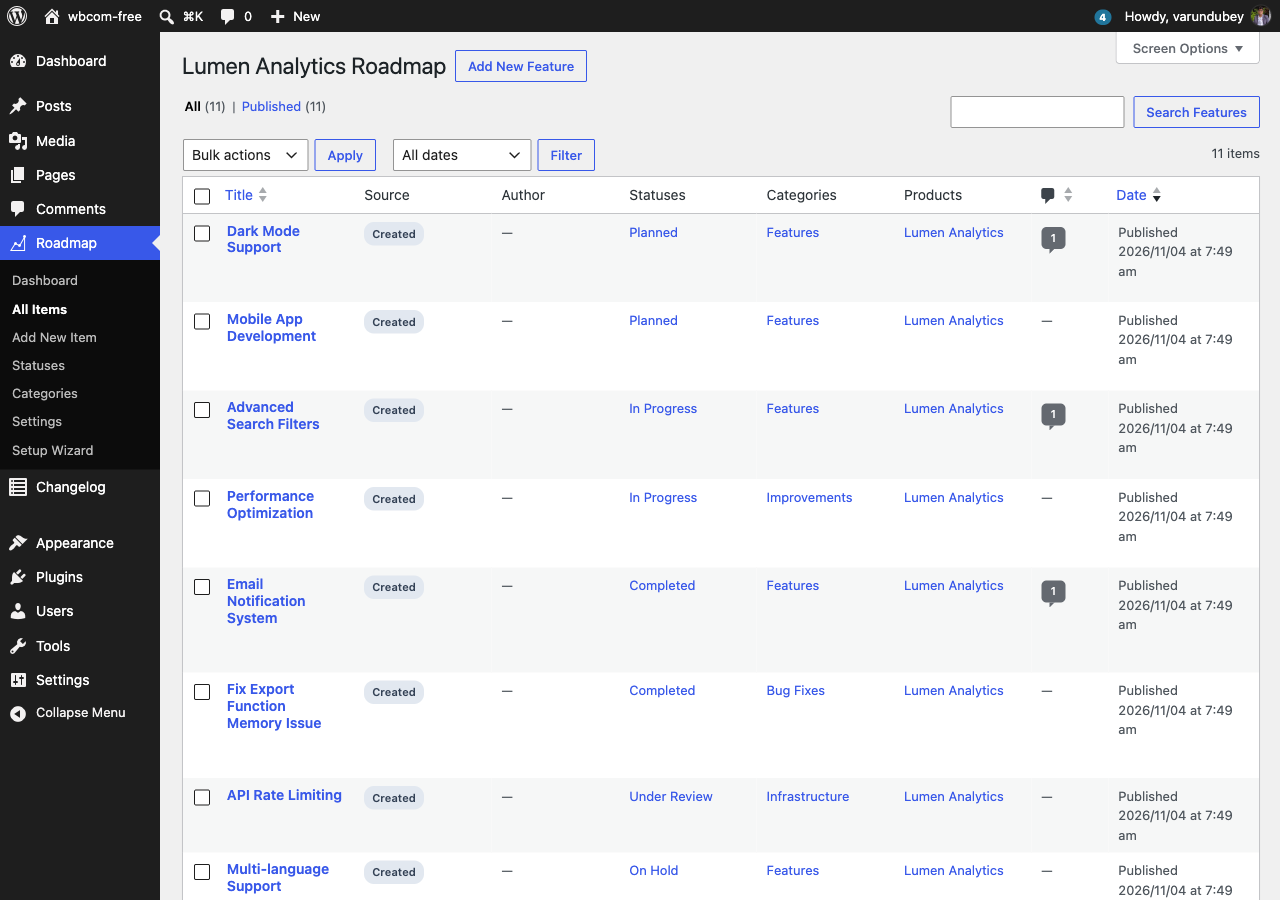 wbcom-free ⌘K 0 New 4 Howdy, varundubey
Screen Options
Dashboard
Posts
Media
Pages
Comments
Roadmap
Dashboard
All Items
Add New Item
Statuses
Categories
Settings
Setup Wizard
Changelog
Appearance
Plugins
Users
Tools
Settings
Collapse Menu
Lumen Analytics Roadmap Add New Feature
All (11) | Published (11)
Search Features
Bulk actions Apply All dates Filter 11 items
Title Source Author Statuses Categories Products Date
Dark Mode Support Created — Planned Features Lumen Analytics 1 Published 2026/11/04 at 7:49 am
Mobile App Development Created — Planned Features Lumen Analytics — Published 2026/11/04 at 7:49 am
Advanced Search Filters Created — In Progress Features Lumen Analytics 1 Published 2026/11/04 at 7:49 am
Performance Optimization Created — In Progress Improvements Lumen Analytics — Published 2026/11/04 at 7:49 am
Email Notification System Created — Completed Features Lumen Analytics 1 Published 2026/11/04 at 7:49 am
Fix Export Function Memory Issue Created — Completed Bug Fixes Lumen Analytics — Published 2026/11/04 at 7:49 am
API Rate Limiting Created — Under Review Infrastructure Lumen Analytics — Published 2026/11/04 at 7:49 am
Multi-language Support Created — On Hold Features Lumen Analytics — Published 2026/11/04 at 7:49